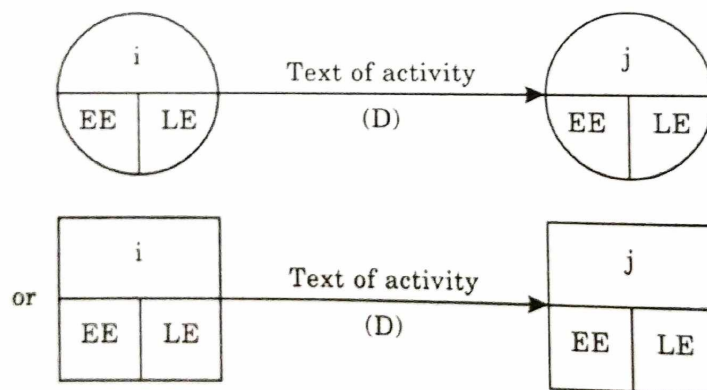 i
Text of activity
j
EE LE
(D)
EE LE
i
Text of activity
j
or
EE LE
(D)
EE LE